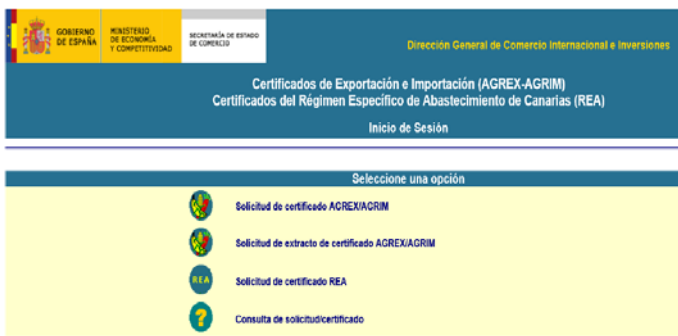 GOBIERNO
DE ESPAÑA
MINISTERIO
DE ECONOMÍA
Y COMPETITIVIDAD
SECRETARÍA DE ESTADO
DE COMERCIO
Dirección General de Comercio Internacional e Inversiones
Certificados de Exportación e Importación (AGREX-AGRIM)
Certificados del Régimen Específico de Abastecimiento de Canarias (REA)
Inicio de Sesión
Seleccione una opción
Solicitud de certificado AGREX/AGRIM
Solicitud de extracto de certificado AGREX/AGRIM
REA
Solicitud de certificado REA
?
Consulta de solicitud/certificado